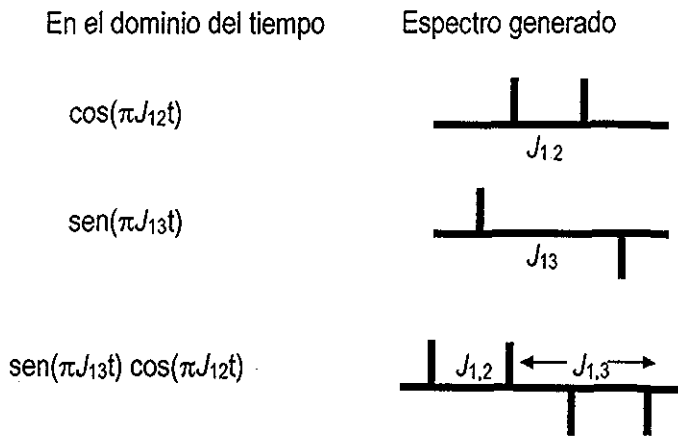 En el dominio del tiempo Espectro generado
cos(πJ₁₂t)
J₁.₂
sen(πJ₁₃t)
J₁₃
sen(πJ₁₃t) cos(πJ₁₂t) J₁,₂ J₁,₃